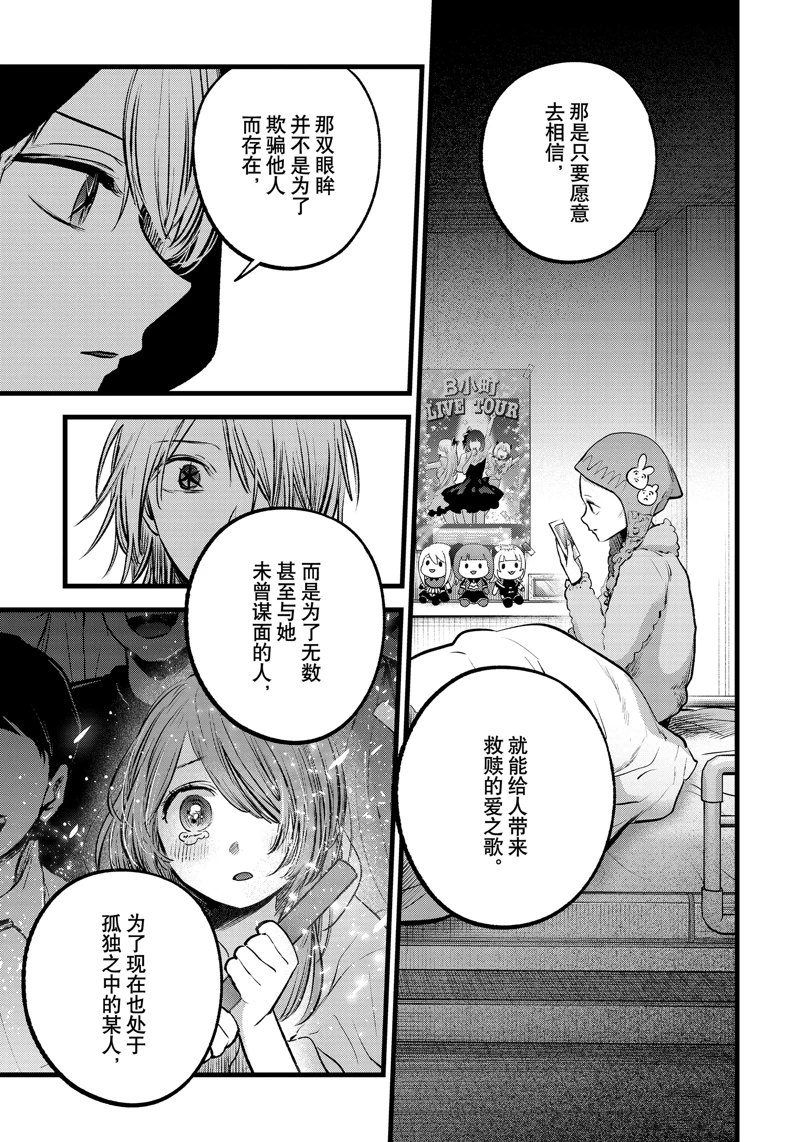 那是只要愿意
去相信，
B小町
LIVE TOUR
就能给人带来
救赎的爱之歌。
那双眼眸
并不是为了
欺骗他人
而存在，
而是为了无数
甚至与她
未曾谋面的人，
为了现在也处于
孤独之中的某人，